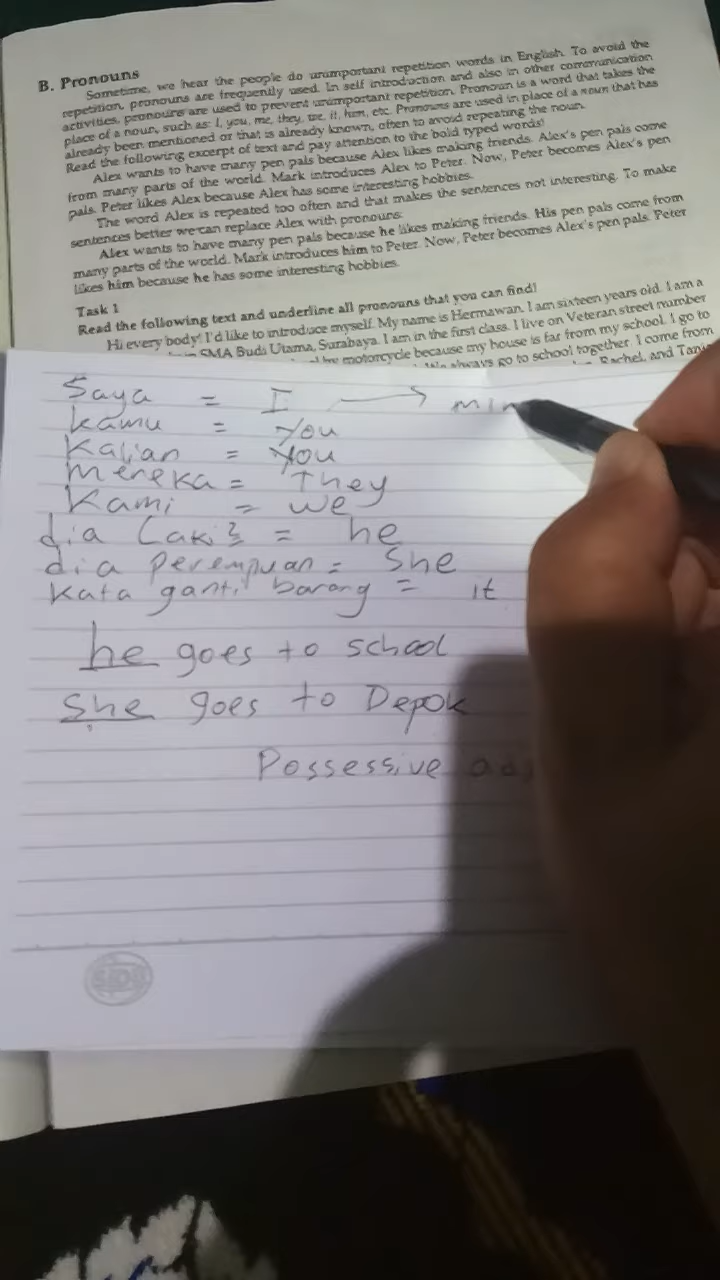 B. Pronouns
Sometime, we hear the people do unimportant repetition words in English. To avoid the
repetition, pronouns are frequently used. In self introduction and also in other communication
activities, pronouns are used to prevent unimportant repetition. Pronoun is a word that takes the
place of a noun, such as: I, you, me, they, we, it, him, etc. Pronouns are used in place of a noun that has
already been mentioned or that is already known, often to avoid repeating the noun.
Read the following excerpt of text and pay attention to the bold typed words!
Alex wants to have many pen pals because Alex likes making friends. Alex's pen pals come
from many parts of the world. Mark introduces Alex to Peter. Now, Peter becomes Alex's pen
pals. Peter likes Alex because Alex has some interesting hobbies.
The word Alex is repeated too often and that makes the sentences not interesting. To make
sentences better we can replace Alex with pronouns:
Alex wants to have many pen pals because he likes making friends. His pen pals come from
many parts of the world. Mark introduces him to Peter. Now, Peter becomes Alex's pen pals. Peter
likes him because he has some interesting hobbies.
Task 1
Read the following text and underline all pronouns that you can find!
Hi every body! I'd like to introduce myself. My name is Hermawan. I am sixteen years old. I am a
SMA Budi Utama, Surabaya. I am in the first class. I live on Veteran street number
motorcycle because my house is far from my school. I go to
always go to school together. I come from
Rachel, and
Saya = I → min
kamu = You
Kalian = You
mereka = They
Kami = we
dia Laki2 = he
dia perempuan = She
kata ganti barang = it
he goes to school
She goes to Depok
Possessive
SIDU